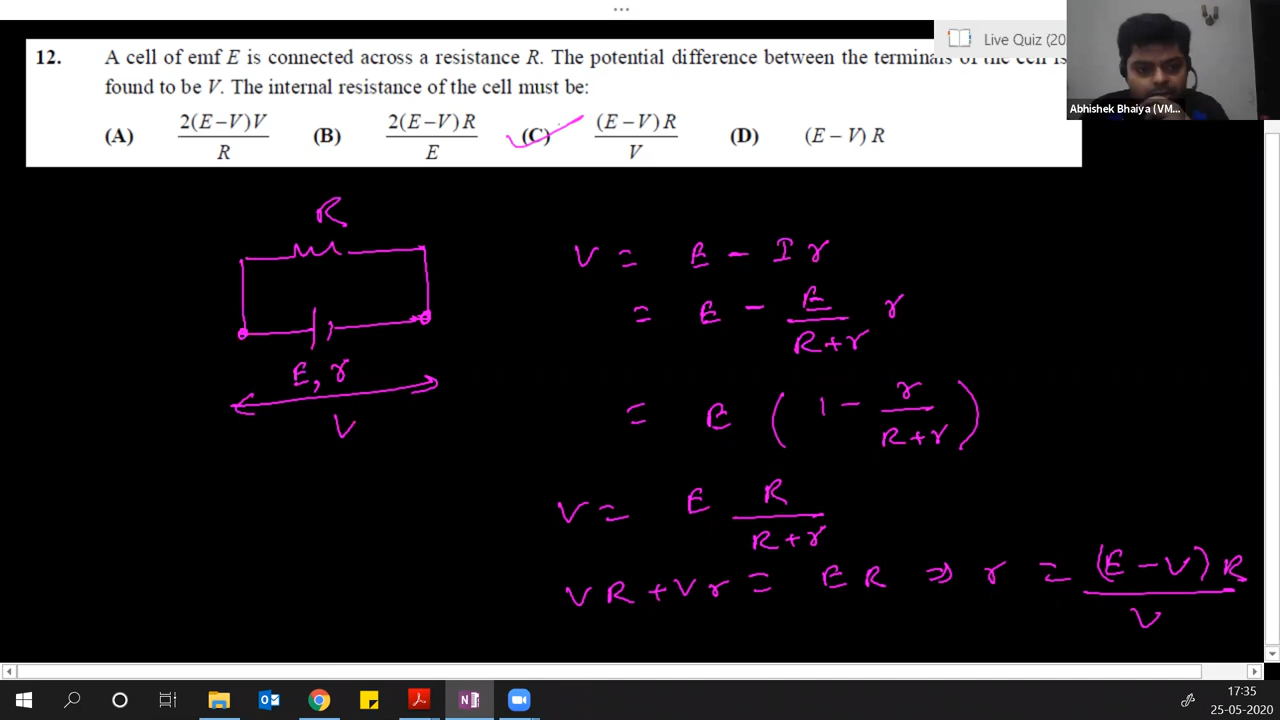 Live Quiz (20
Abhishek Bhaiya (VM...
12. A cell of emf E is connected across a resistance R. The potential difference between the terminals of the cell is
found to be V. The internal resistance of the cell must be:
(A) 2(E−V)V/R (B) 2(E−V)R/E (C) (E−V)R/V (D) (E−V) R
R
E, r
V
V = E − I r
= E − E/(R+r) r
= E (1 − r/(R+r))
V = E R/(R+r)
VR + Vr = ER ⇒ r = (E−V)R/V
17:35
25-05-2020